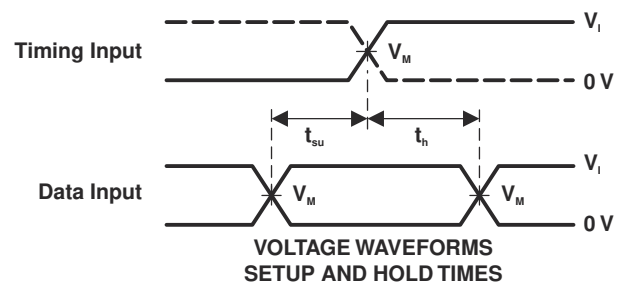 V_I
Timing Input
V_M
0 V
t_su
t_h
V_I
Data Input
V_M
V_M
0 V
VOLTAGE WAVEFORMS
SETUP AND HOLD TIMES